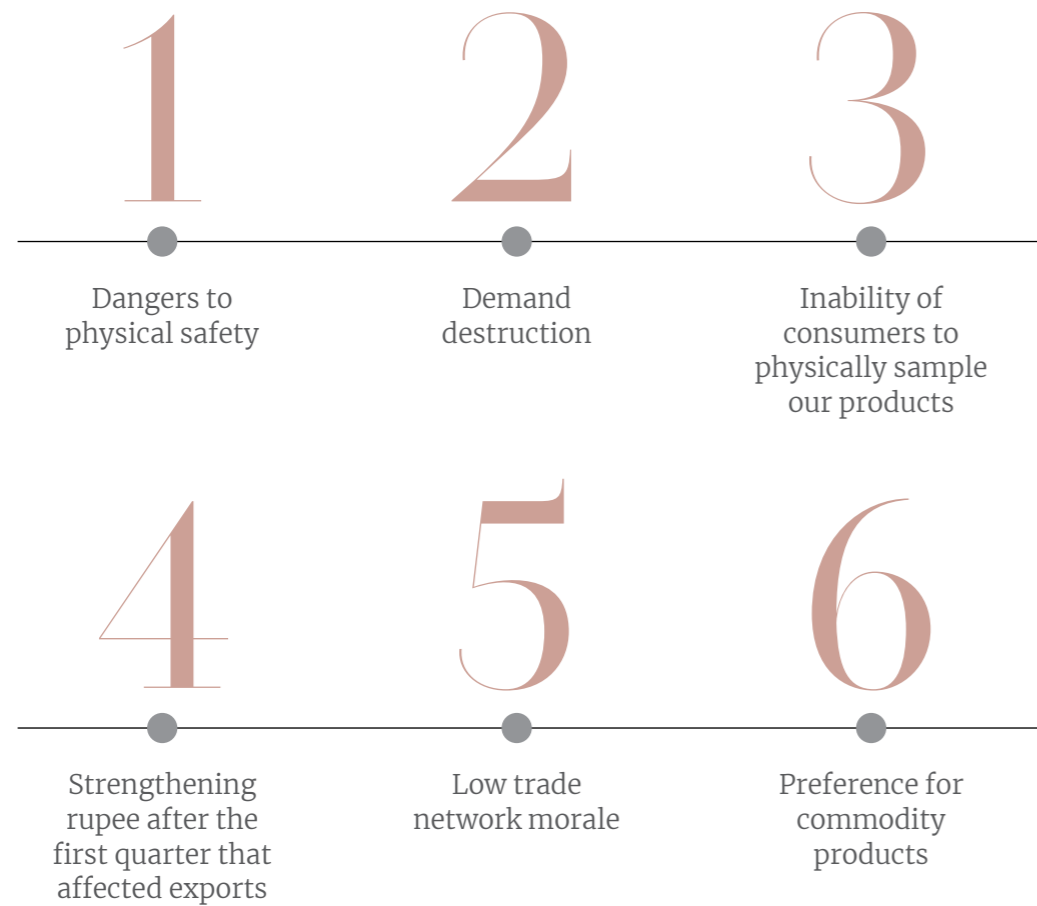 1
Dangers to
physical safety
2
Demand
destruction
3
Inability of
consumers to
physically sample
our products
4
Strengthening
rupee after the
first quarter that
affected exports
5
Low trade
network morale
6
Preference for
commodity
products